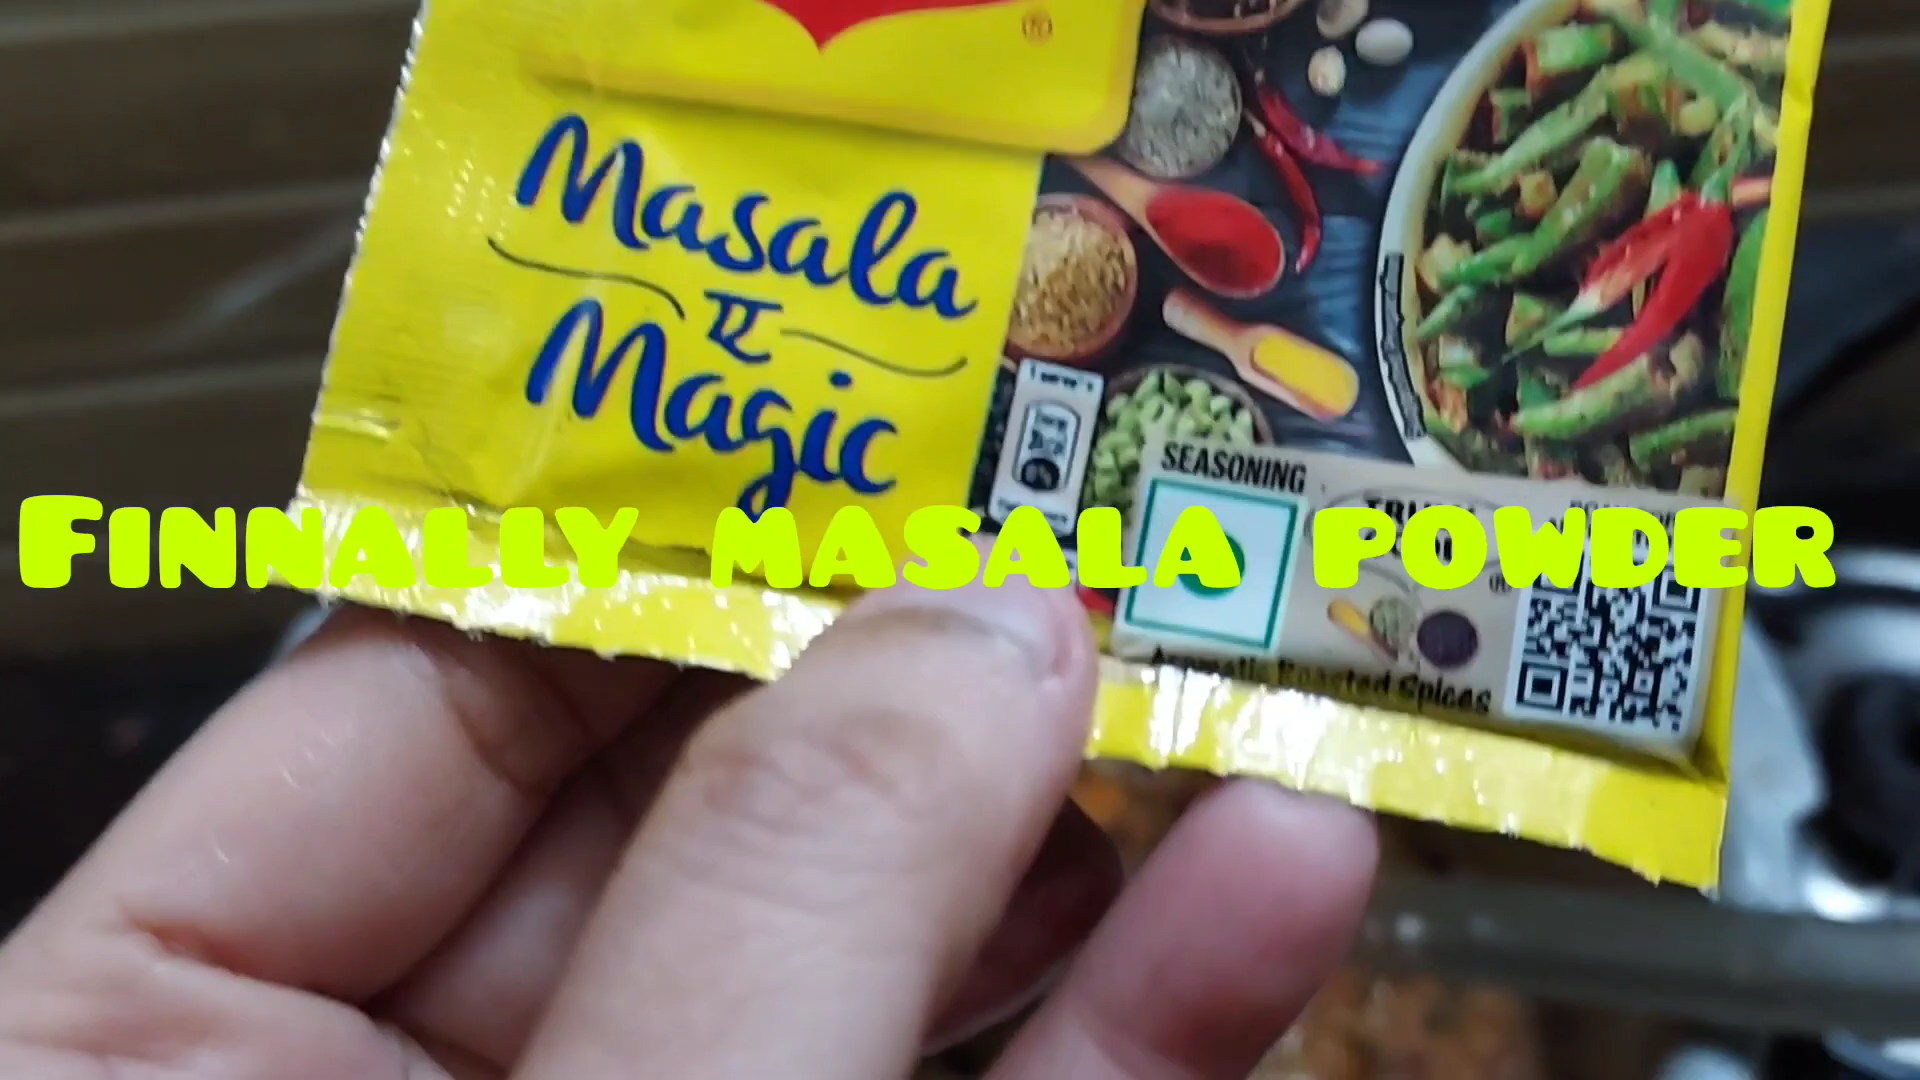 ®
Masala
ए
Magic
SEASONING
Finnally masala powder
Aromatic Roasted Spices